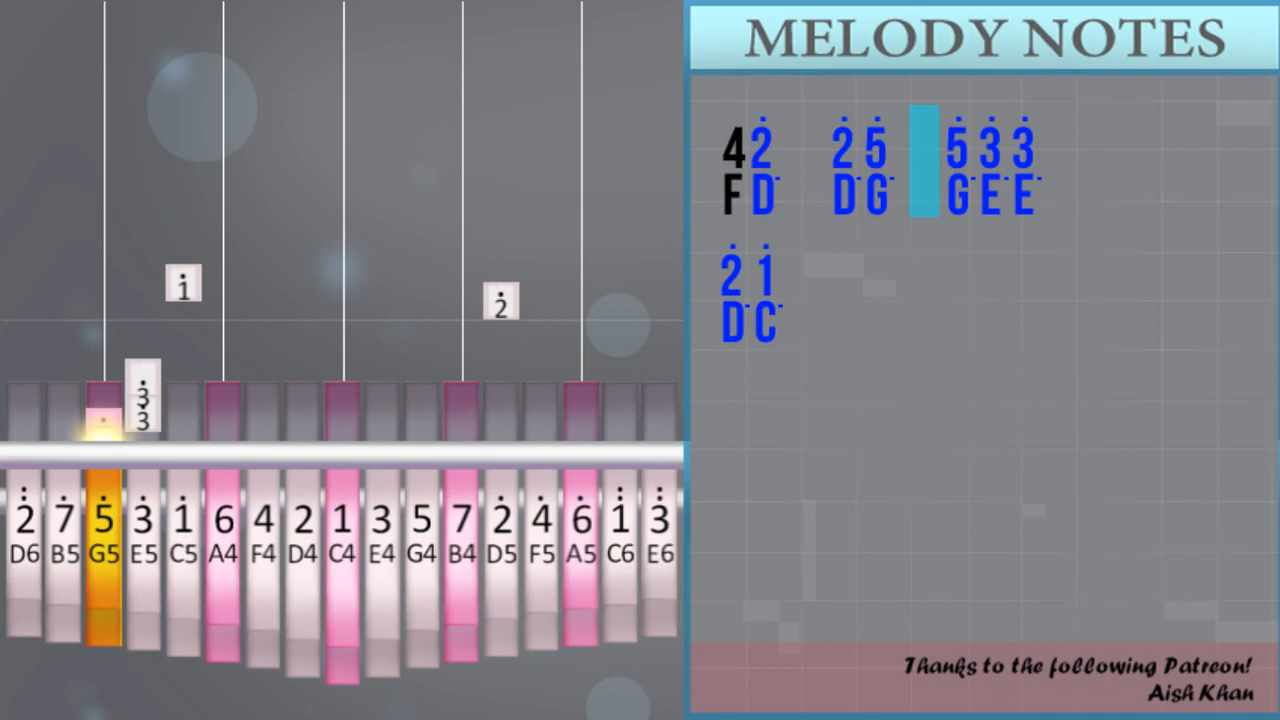 MELODY NOTES
4 2̇ 2̇ 5̇ 5̇ 3̇ 3̇
F D˙ D˙ G˙ G˙ E˙ E˙
2̇ 1̇
D˙ C˙
1̇
2̇
3̇
3̇
2̈ 7̇ 5̇ 3̇ 1̇ 6 4 2 1 3 5 7 2̇ 4̇ 6̇ 1̈ 3̈
D6 B5 G5 E5 C5 A4 F4 D4 C4 E4 G4 B4 D5 F5 A5 C6 E6
Thanks to the following Patreon!
Aish Khan